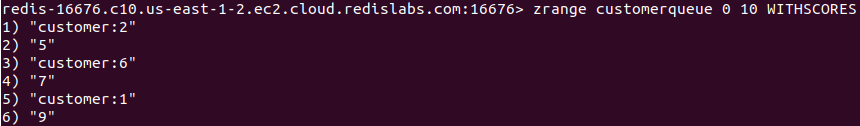 redis-16676.c10.us-east-1-2.ec2.cloud.redislabs.com:16676> zrange customerqueue 0 10 WITHSCORES
1) "customer:2"
2) "5"
3) "customer:6"
4) "7"
5) "customer:1"
6) "9"